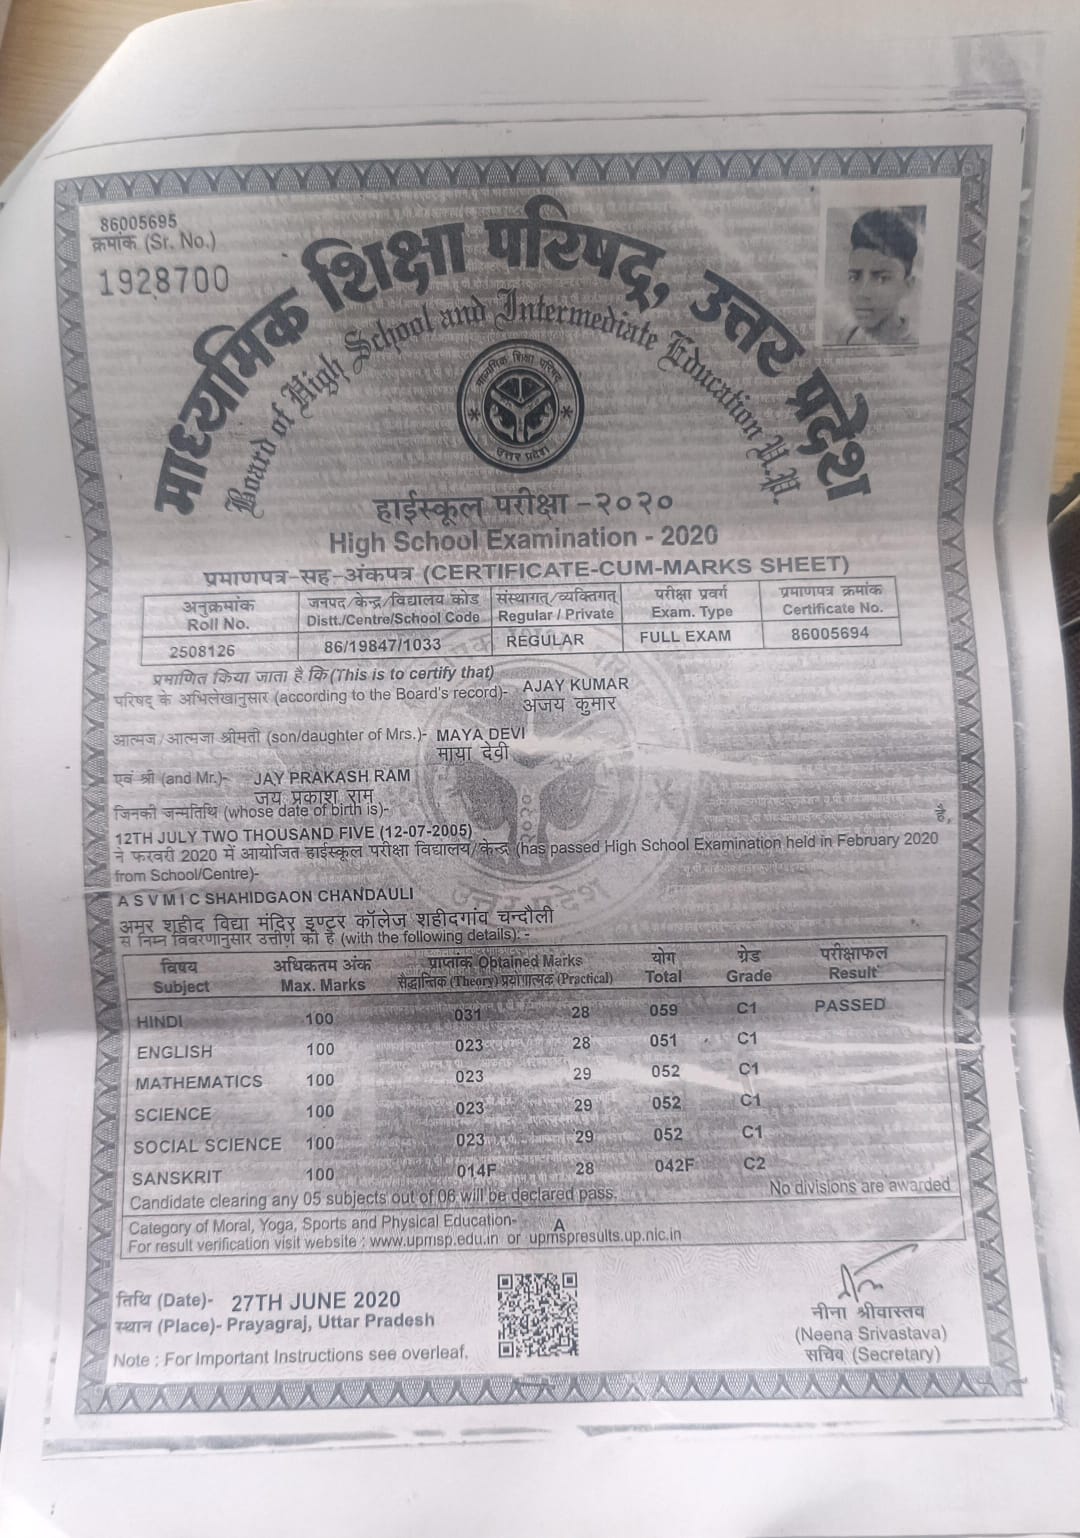 86005695
क्रमांक (Sr. No.)
1928700
माध्यमिक शिक्षा परिषद्, उत्तर प्रदेश
Board of High School and Intermediate Education U.P.
माध्यमिक शिक्षा परिषद
उत्तर प्रदेश
हाईस्कूल परीक्षा -२०२०
High School Examination - 2020
प्रमाणपत्र-सह-अंकपत्र (CERTIFICATE-CUM-MARKS SHEET)
अनुक्रमांक जनपद/केन्द्र/विद्यालय कोड संस्थागत्/व्यक्तिगत् परीक्षा प्रवर्ग प्रमाणपत्र क्रमांक
Roll No. Distt./Centre/School Code Regular / Private Exam. Type Certificate No.
2508126 86/19847/1033 REGULAR FULL EXAM 86005694
प्रमाणित किया जाता है कि (This is to certify that)
परिषद् के अभिलेखानुसार (according to the Board's record)- AJAY KUMAR
अजय कुमार
आत्मज/आत्मजा श्रीमती (son/daughter of Mrs.)- MAYA DEVI
माया देवी
एवं श्री (and Mr.)- JAY PRAKASH RAM
जय प्रकाश राम
जिनकी जन्मतिथि (whose date of birth is)- है,
12TH JULY TWO THOUSAND FIVE (12-07-2005)
ने फरवरी 2020 में आयोजित हाईस्कूल परीक्षा विद्यालय/केन्द्र (has passed High School Examination held in February 2020
from School/Centre)-
A S V M I C SHAHIDGAON CHANDAULI
अमर शहीद विद्या मंदिर इण्टर कॉलेज शहीदगांव चन्दौली
से निम्न विवरणानुसार उत्तीर्ण की है (with the following details): -
विषय अधिकतम अंक प्राप्तांक Obtained Marks योग ग्रेड परीक्षाफल
Subject Max. Marks सैद्धान्तिक (Theory) प्रयोगात्मक (Practical) Total Grade Result
HINDI 100 031 28 059 C1 PASSED
ENGLISH 100 023 28 051 C1
MATHEMATICS 100 023 29 052 C1
SCIENCE 100 023 29 052 C1
SOCIAL SCIENCE 100 023 29 052 C1
SANSKRIT 100 014F 28 042F C2
Candidate clearing any 05 subjects out of 06 will be declared pass. No divisions are awarded
Category of Moral, Yoga, Sports and Physical Education- A
For result verification visit website : www.upmsp.edu.in or upmspresults.up.nic.in
तिथि (Date)- 27TH JUNE 2020
स्थान (Place)- Prayagraj, Uttar Pradesh
Note : For Important Instructions see overleaf.
नीना श्रीवास्तव
(Neena Srivastava)
सचिव (Secretary)